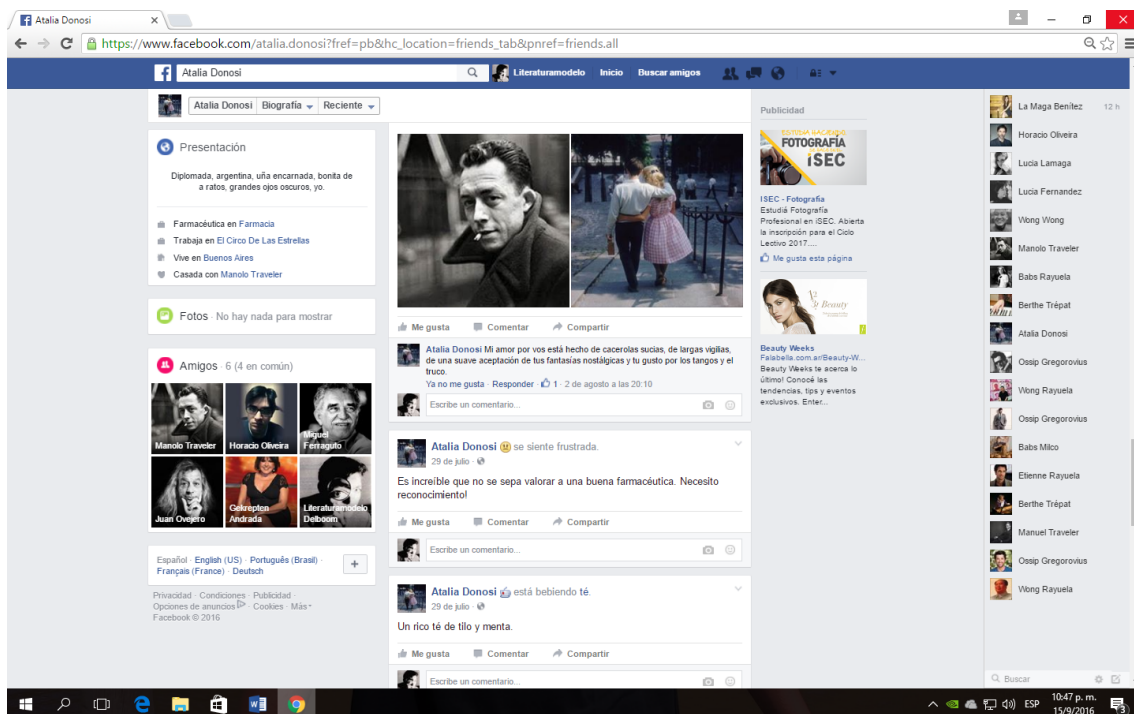 Atalia Donosi
https://www.facebook.com/atalia.donosi?fref=pb&hc_location=friends_tab&pnref=friends.all
Atalia Donosi
Literaturamodelo Inicio Buscar amigos
Atalia Donosi Biografía Reciente
Presentación
Diplomada, argentina, uña encarnada, bonita de
a ratos, grandes ojos oscuros, yo.
Farmacéutica en Farmacia
Trabaja en El Circo De Las Estrellas
Vive en Buenos Aires
Casada con Manolo Traveler
Fotos · No hay nada para mostrar
Amigos · 6 (4 en común)
Manolo Traveler
Horacio Oliveira
Miguel
Ferraguto
Juan Ovejero
Gekrepten
Andrada
Literaturamodelo
Delboom
Español · English (US) · Português (Brasil) ·
Français (France) · Deutsch
+
Privacidad · Condiciones · Publicidad ·
Opciones de anuncios · Cookies · Más
Facebook © 2016
Me gusta Comentar Compartir
Atalia Donosi Mi amor por vos está hecho de cacerolas sucias, de largas vigilias,
de una suave aceptación de tus fantasías nostálgicas y tu gusto por los tangos y el
truco.
Ya no me gusta · Responder · 1 · 2 de agosto a las 20:10
Escribe un comentario...
Atalia Donosi se siente frustrada.
29 de julio ·
Es increíble que no se sepa valorar a una buena farmacéutica. Necesito
reconocimiento!
Me gusta Comentar Compartir
Escribe un comentario...
Atalia Donosi está bebiendo té.
29 de julio ·
Un rico té de tilo y menta.
Me gusta Comentar Compartir
Escribe un comentario...
Publicidad
FOTOGRAFÍA
iSEC
ISEC - Fotografia
Estudiá Fotografía
Profesional en iSEC. Abierta
la inscripción para el Ciclo
Lectivo 2017....
Me gusta esta página
Beauty
Beauty Weeks
Falabella.com.ar/Beauty-W...
Beauty Weeks te acerca lo
último! Conocé las
tendencias, tips y eventos
exclusivos. Enter...
La Maga Benítez 12 h
Horacio Oliveira
Lucia Lamaga
Lucia Fernandez
Wong Wong
Manolo Traveler
Babs Rayuela
Berthe Trépat
Atalia Donosi
Ossip Gregorovius
Wong Rayuela
Ossip Gregorovius
Babs Milco
Etienne Rayuela
Berthe Trépat
Manuel Traveler
Ossip Gregorovius
Wong Rayuela
Buscar
ESP
10:47 p. m.
15/9/2016